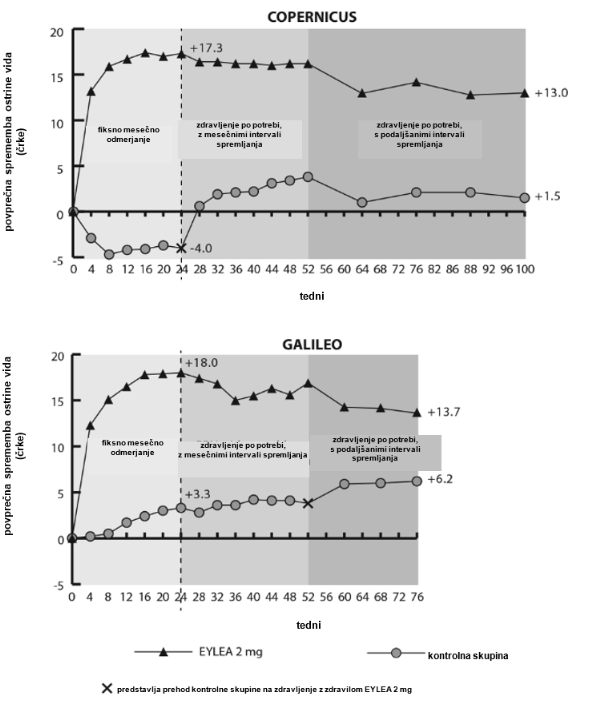 COPERNICUS
povprečna sprememba ostrine vida
(črke)
20
15
10
5
0
-5
+17.3
-4.0
+13.0
+1.5
fiksno mesečno
odmerjanje
zdravljenje po potrebi,
z mesečnimi intervali
spremljanja
zdravljenje po potrebi,
s podaljšanimi intervali
spremljanja
0 4 8 12 16 20 24 28 32 36 40 44 48 52 56 60 64 68 72 76 80 84 88 92 96 100
tedni
GALILEO
povprečna sprememba ostrine vida
(črke)
20
15
10
5
0
-5
+18.0
+3.3
+13.7
+6.2
fiksno mesečno
odmerjanje
zdravljenje po potrebi,
z mesečnimi intervali spremljanja
zdravljenje po potrebi,
s podaljšanimi intervali
spremljanja
0 4 8 12 16 20 24 28 32 36 40 44 48 52 56 60 64 68 72 76
tedni
EYLEA 2 mg
kontrolna skupina
predstavlja prehod kontrolne skupine na zdravljenje z zdravilom EYLEA 2 mg